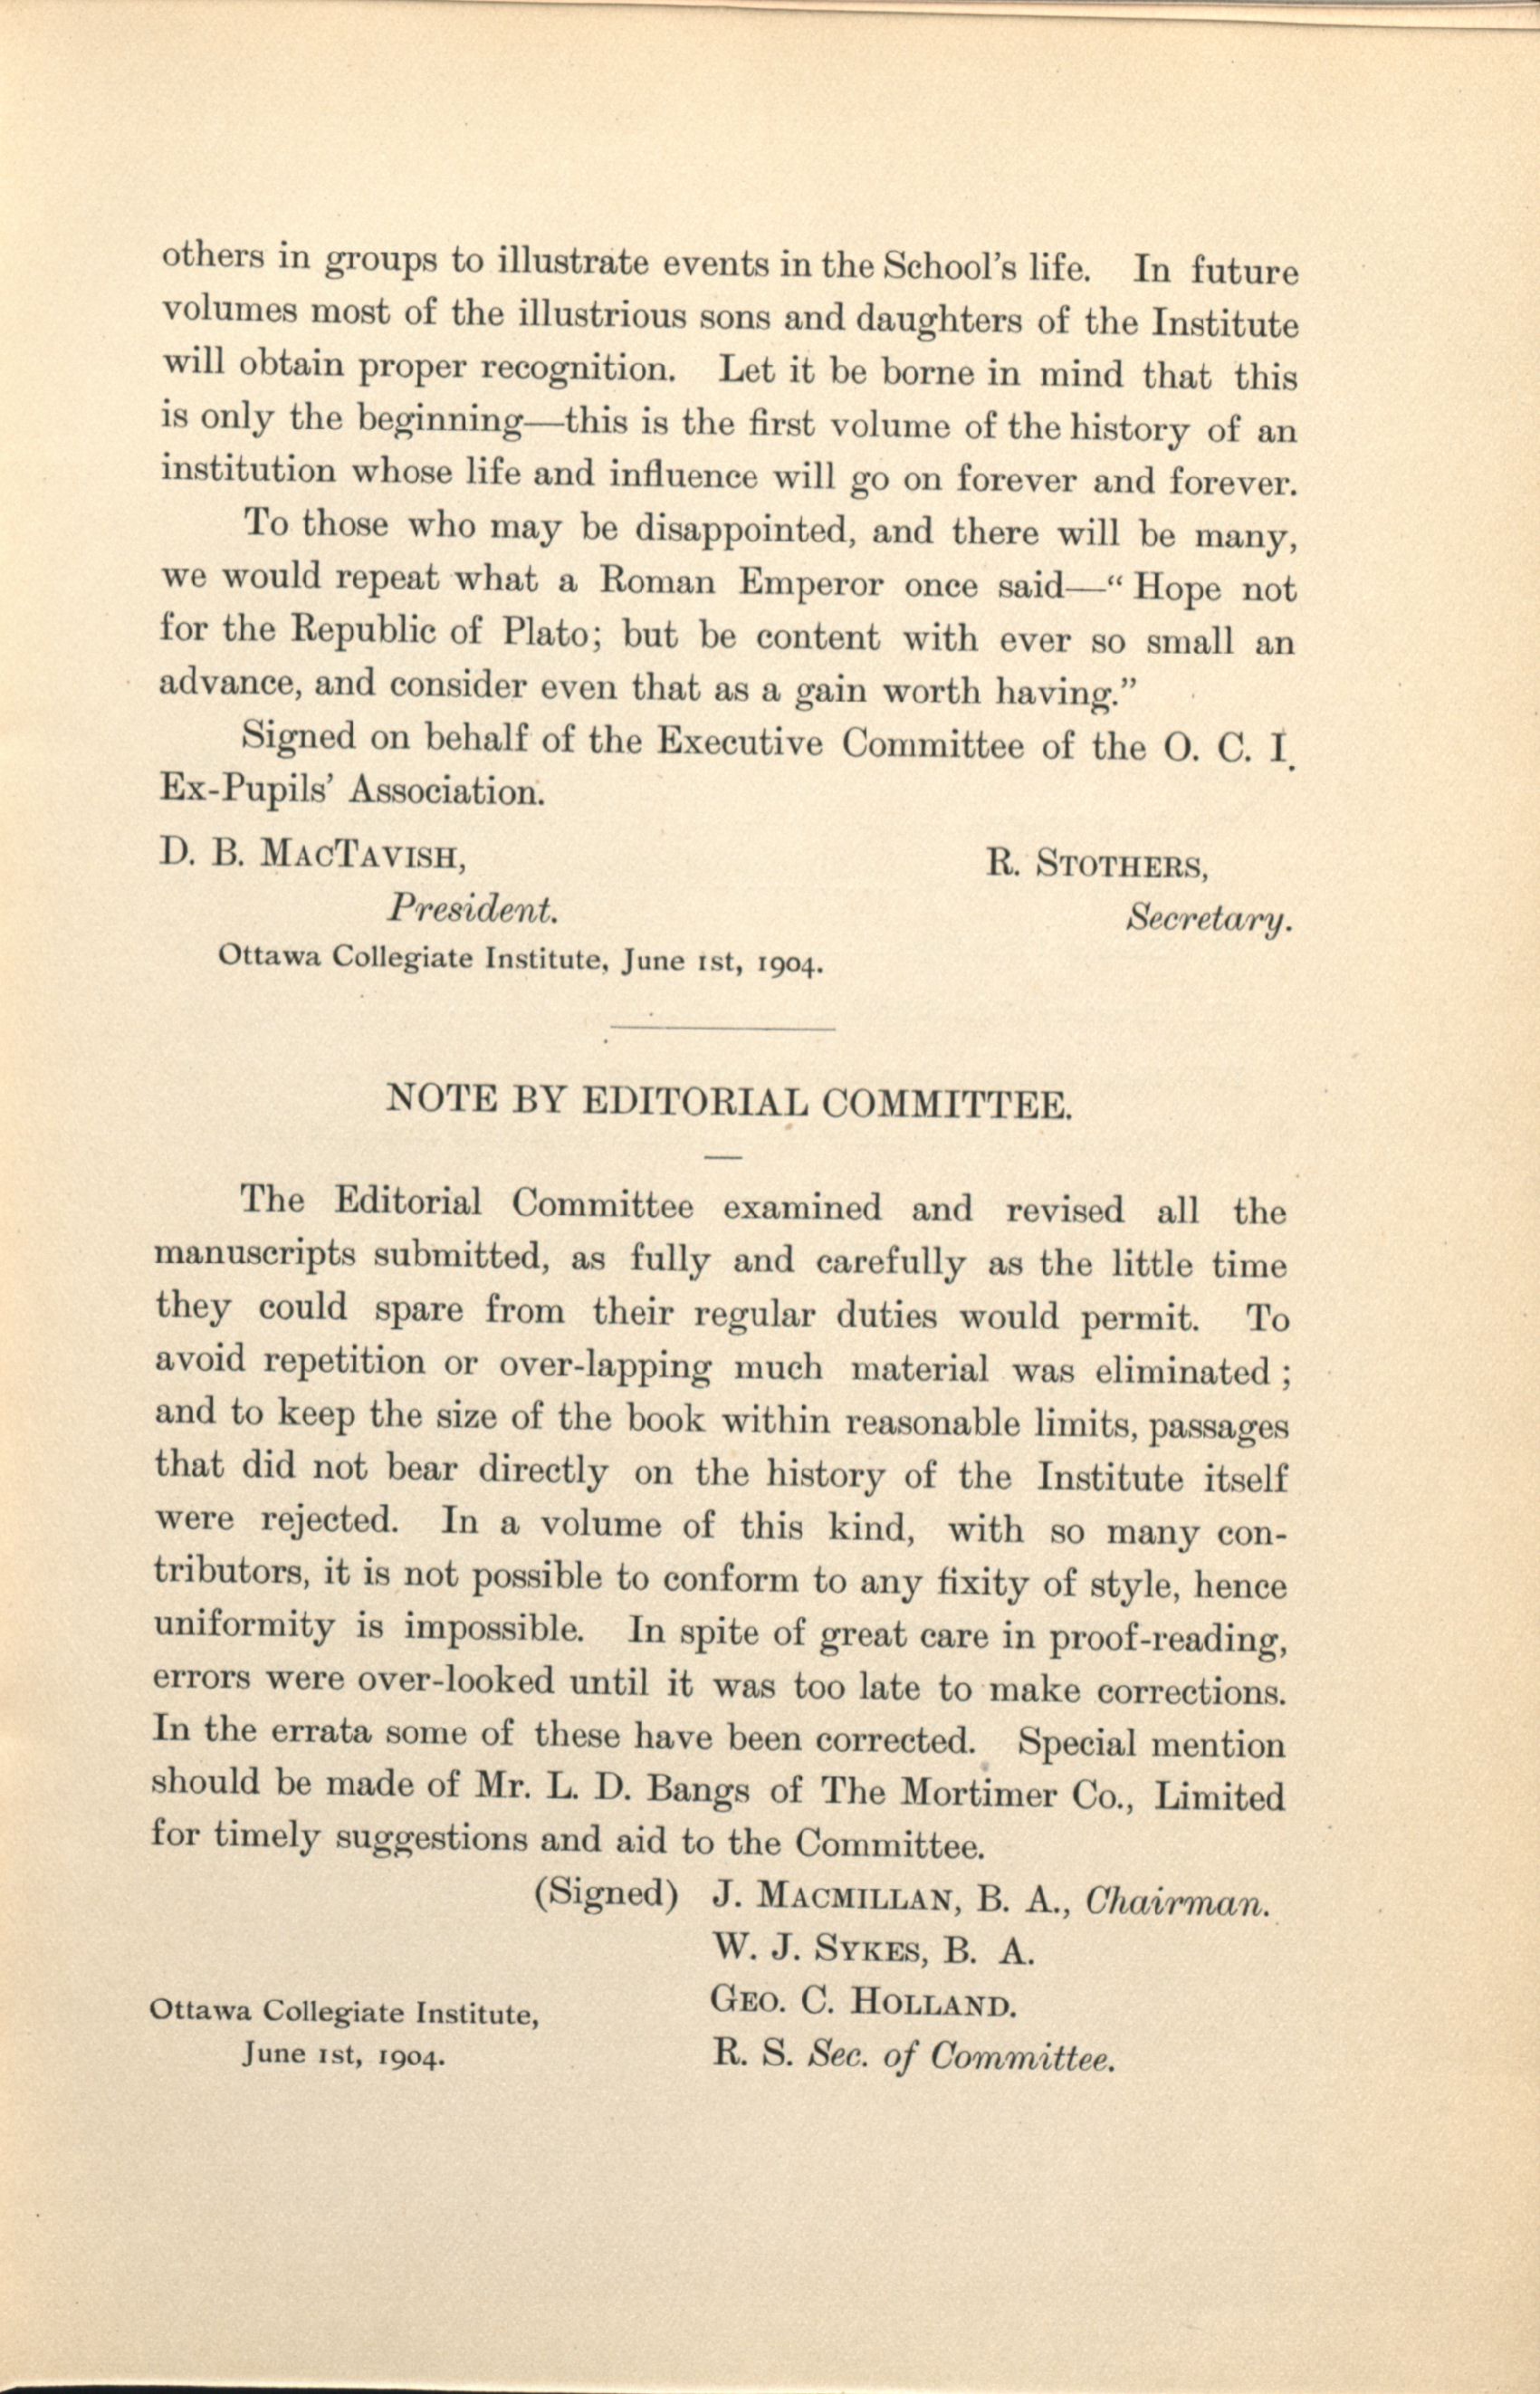 others in groups to illustrate events in the School's life. In future
volumes most of the illustrious sons and daughters of the Institute
will obtain proper recognition. Let it be borne in mind that this
is only the beginning—this is the first volume of the history of an
institution whose life and influence will go on forever and forever.
To those who may be disappointed, and there will be many,
we would repeat what a Roman Emperor once said—“ Hope not
for the Republic of Plato; but be content with ever so small an
advance, and consider even that as a gain worth having.”
Signed on behalf of the Executive Committee of the O. C. I.
Ex-Pupils' Association.
D. B. MACTAVISH,
President.
R. STOTHERS,
Secretary.
Ottawa Collegiate Institute, June 1st, 1904.
NOTE BY EDITORIAL COMMITTEE.
The Editorial Committee examined and revised all the
manuscripts submitted, as fully and carefully as the little time
they could spare from their regular duties would permit. To
avoid repetition or over-lapping much material was eliminated ;
and to keep the size of the book within reasonable limits, passages
that did not bear directly on the history of the Institute itself
were rejected. In a volume of this kind, with so many con-
tributors, it is not possible to conform to any fixity of style, hence
uniformity is impossible. In spite of great care in proof-reading,
errors were over-looked until it was too late to make corrections.
In the errata some of these have been corrected. Special mention
should be made of Mr. L. D. Bangs of The Mortimer Co., Limited
for timely suggestions and aid to the Committee.
(Signed) J. MACMILLAN, B. A., Chairman.
W. J. SYKES, B. A.
GEO. C. HOLLAND.
R. S. Sec. of Committee.
Ottawa Collegiate Institute,
June 1st, 1904.